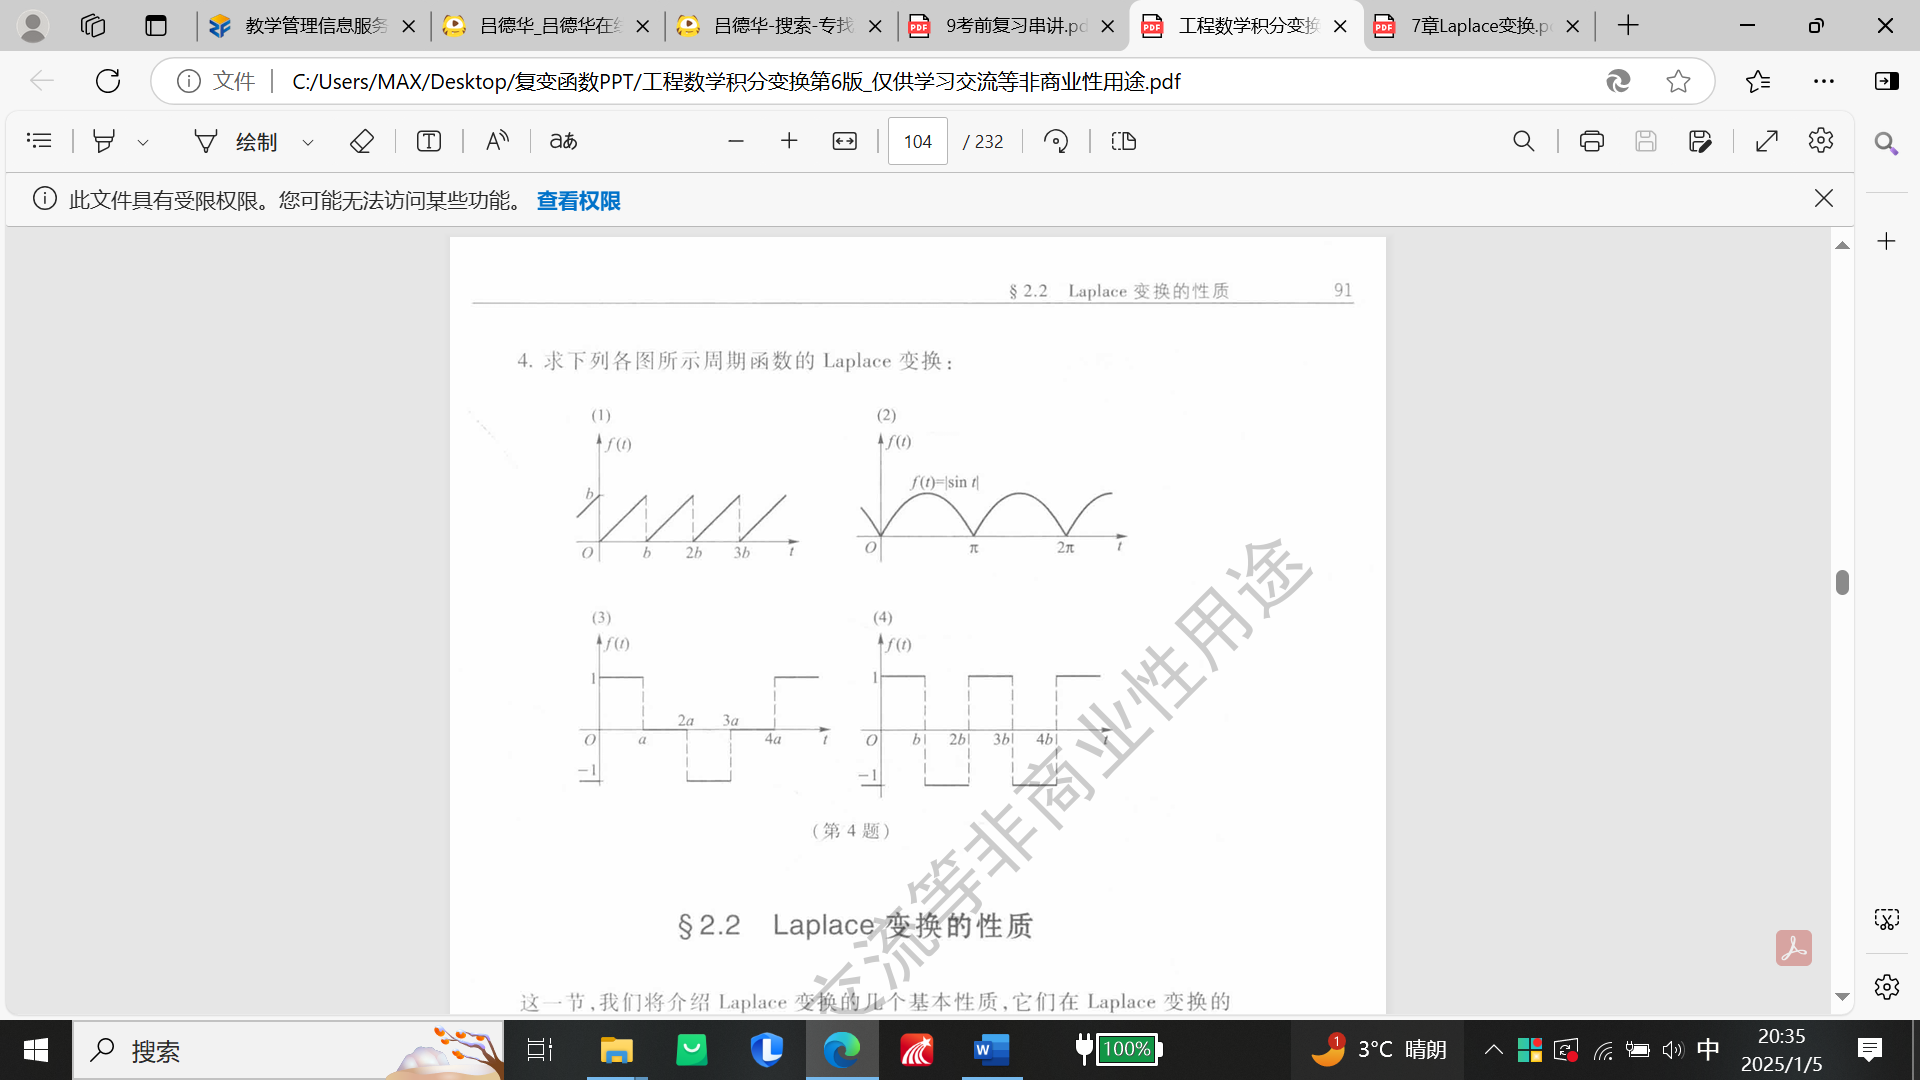 教学管理信息服务
吕德华_吕德华在线
吕德华-搜索-专找
9考前复习串讲.pd
工程数学积分变换
7章Laplace变换.p
文件
C:/Users/MAX/Desktop/复变函数PPT/工程数学积分变换第6版_仅供学习交流等非商业性用途.pdf
绘制
T
A
aあ
104 / 232
此文件具有受限权限。您可能无法访问某些功能。 查看权限
§ 2.2 Laplace 变换的性质 91
4. 求下列各图所示周期函数的 Laplace 变换:
(1)
f(t)
b
O b 2b 3b t
(2)
f(t)
f(t)=|sin t|
O π 2π t
(3)
f(t)
1
2a 3a
O a 4a t
-1
(4)
f(t)
1
O b 2b 3b 4b t
-1
(第 4 题)
§2.2 Laplace 变换的性质
这一节,我们将介绍 Laplace 变换的几个基本性质,它们在 Laplace 变换的
交流等非商业性用途
搜索
100%
1
3°C 晴朗
中
20:35
2025/1/5